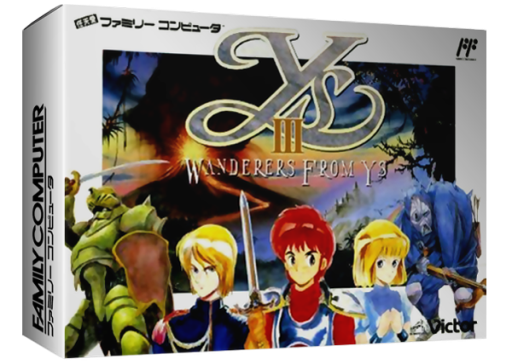 ファミリー コンピュータ
Ys
III
WANDERERS FROM YS
Victor
FAMILY COMPUTER
ファミリー コンピュータ